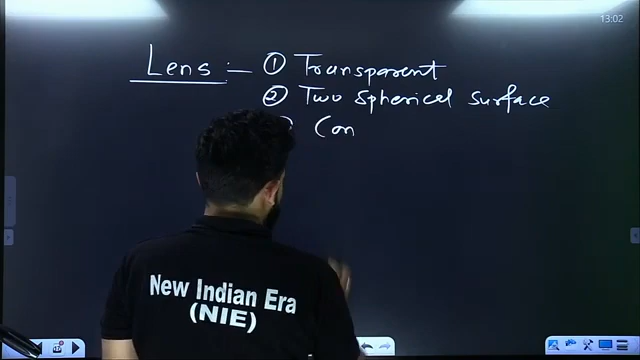 13:02
Lens :- ① Transparent
② Two Spherical surface
Con
New Indian Era
(NIE)